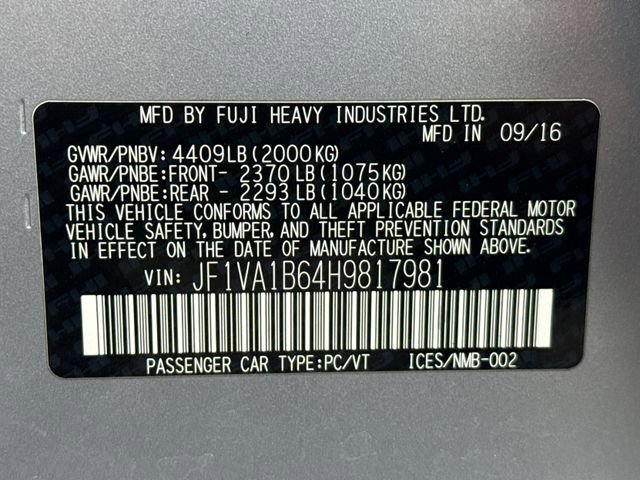 MFD BY FUJI HEAVY INDUSTRIES LTD.
MFD IN 09/16
GVWR/PNBV: 4409LB(2000KG)
GAWR/PNBE:FRONT- 2370LB(1075KG)
GAWR/PNBE:REAR - 2293LB(1040KG)
THIS VEHICLE CONFORMS TO ALL APPLICABLE FEDERAL MOTOR
VEHICLE SAFETY, BUMPER, AND THEFT PREVENTION STANDARDS
IN EFFECT ON THE DATE OF MANUFACTURE SHOWN ABOVE.
VIN: JF1VA1B64H9817981
PASSENGER CAR TYPE:PC/VT ICES/NMB-002